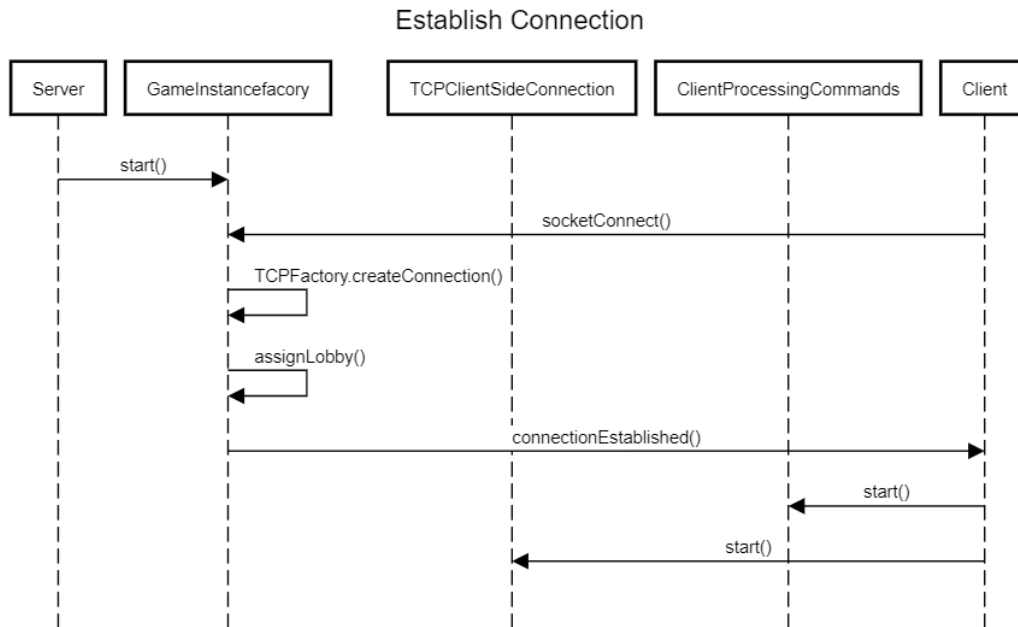 Establish Connection
Server
GameInstancefacory
TCPClientSideConnection
ClientProcessingCommands
Client
start()
socketConnect()
TCPFactory.createConnection()
assignLobby()
connectionEstablished()
start()
start()